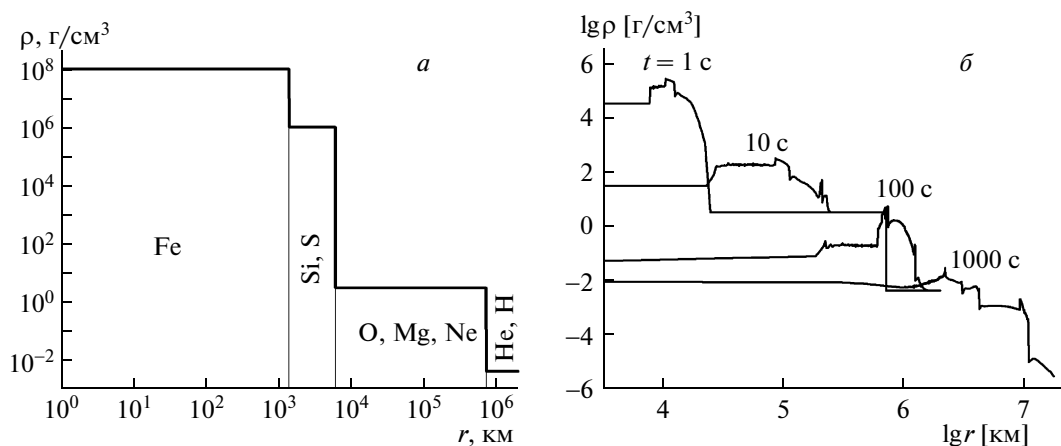 ρ, г/см³
а
10⁸
10⁶
10⁴
10²
10⁰
10⁻²
Fe
Si, S
O, Mg, Ne
He, H
10⁰ 10¹ 10² 10³ 10⁴ 10⁵ 10⁶
r, км
lgρ [г/см³]
б
6
4
2
0
−2
−4
−6
t = 1 с
10 с
100 с
1000 с
4 5 6 7
lgr [км]